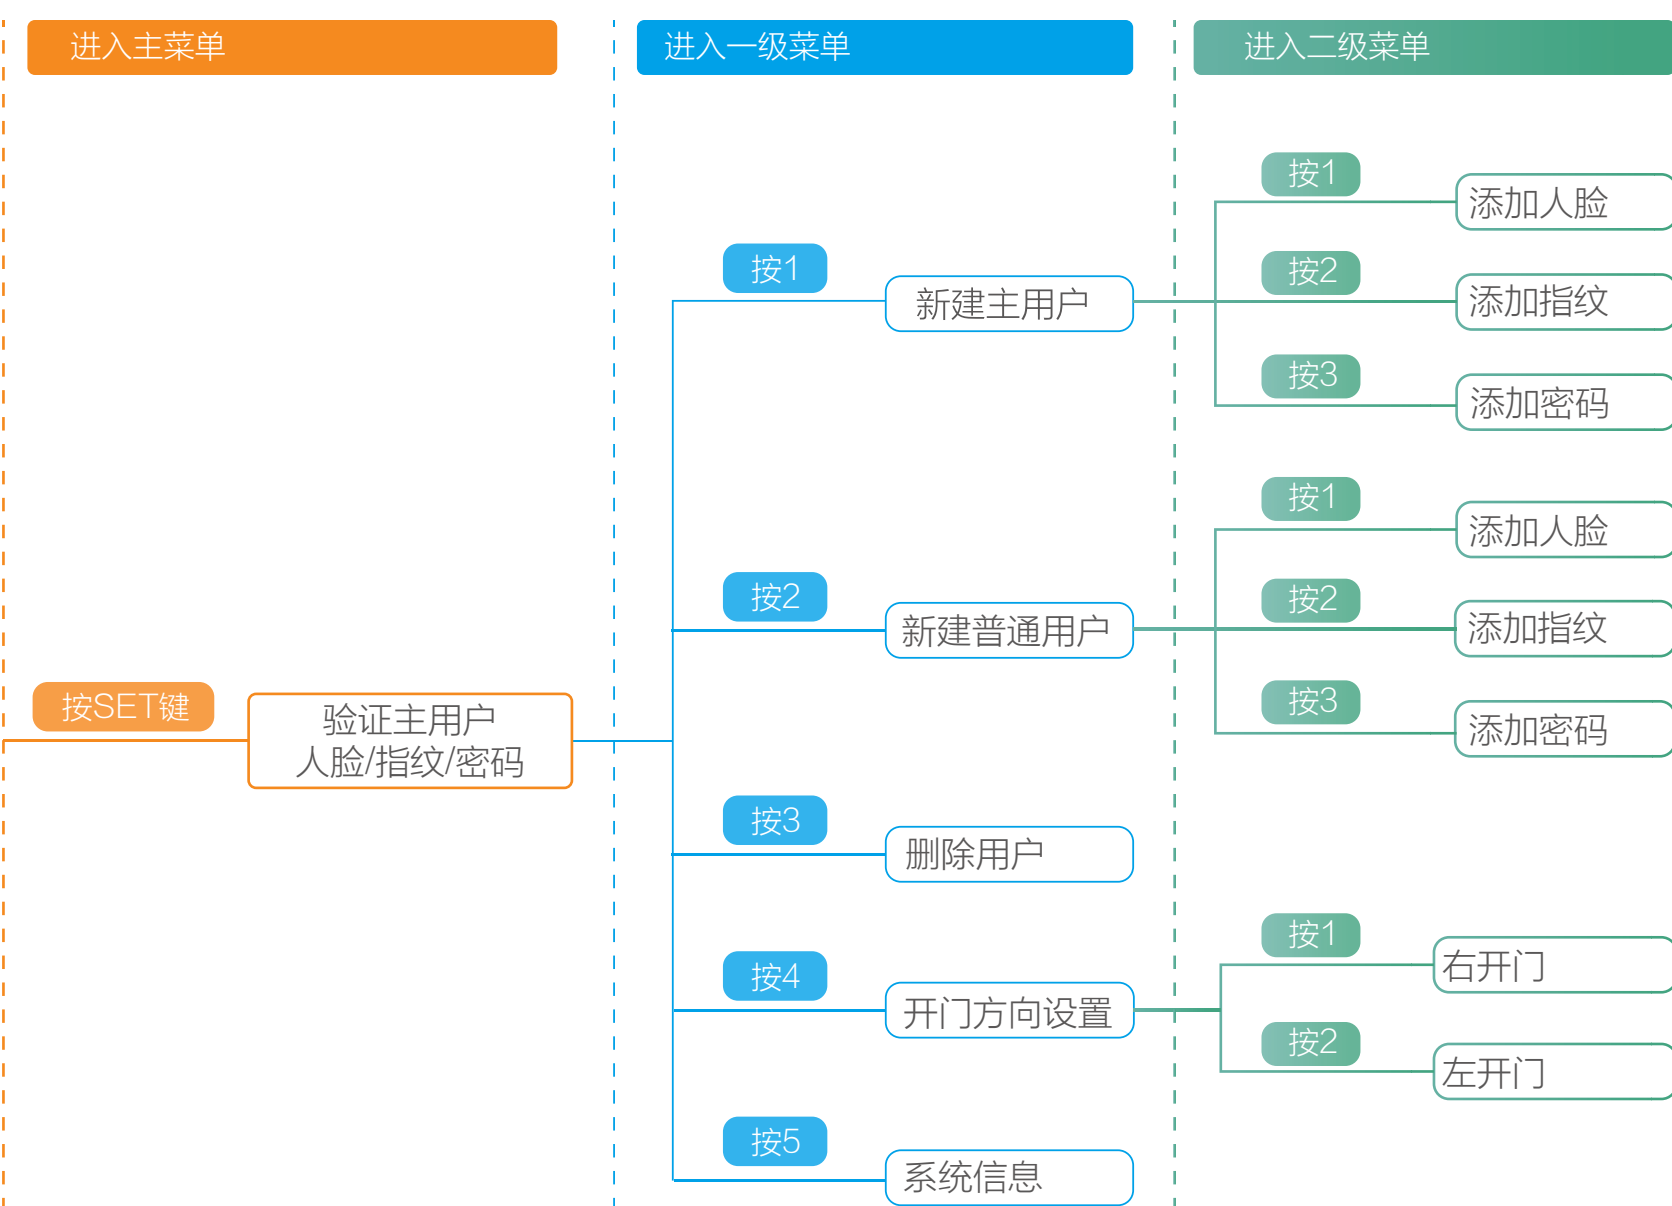 进入主菜单
进入一级菜单
进入二级菜单
按SET键
验证主用户
人脸/指纹/密码
按1
新建主用户
按1
添加人脸
按2
添加指纹
按3
添加密码
按2
新建普通用户
按1
添加人脸
按2
添加指纹
按3
添加密码
按3
删除用户
按4
开门方向设置
按1
右开门
按2
左开门
按5
系统信息